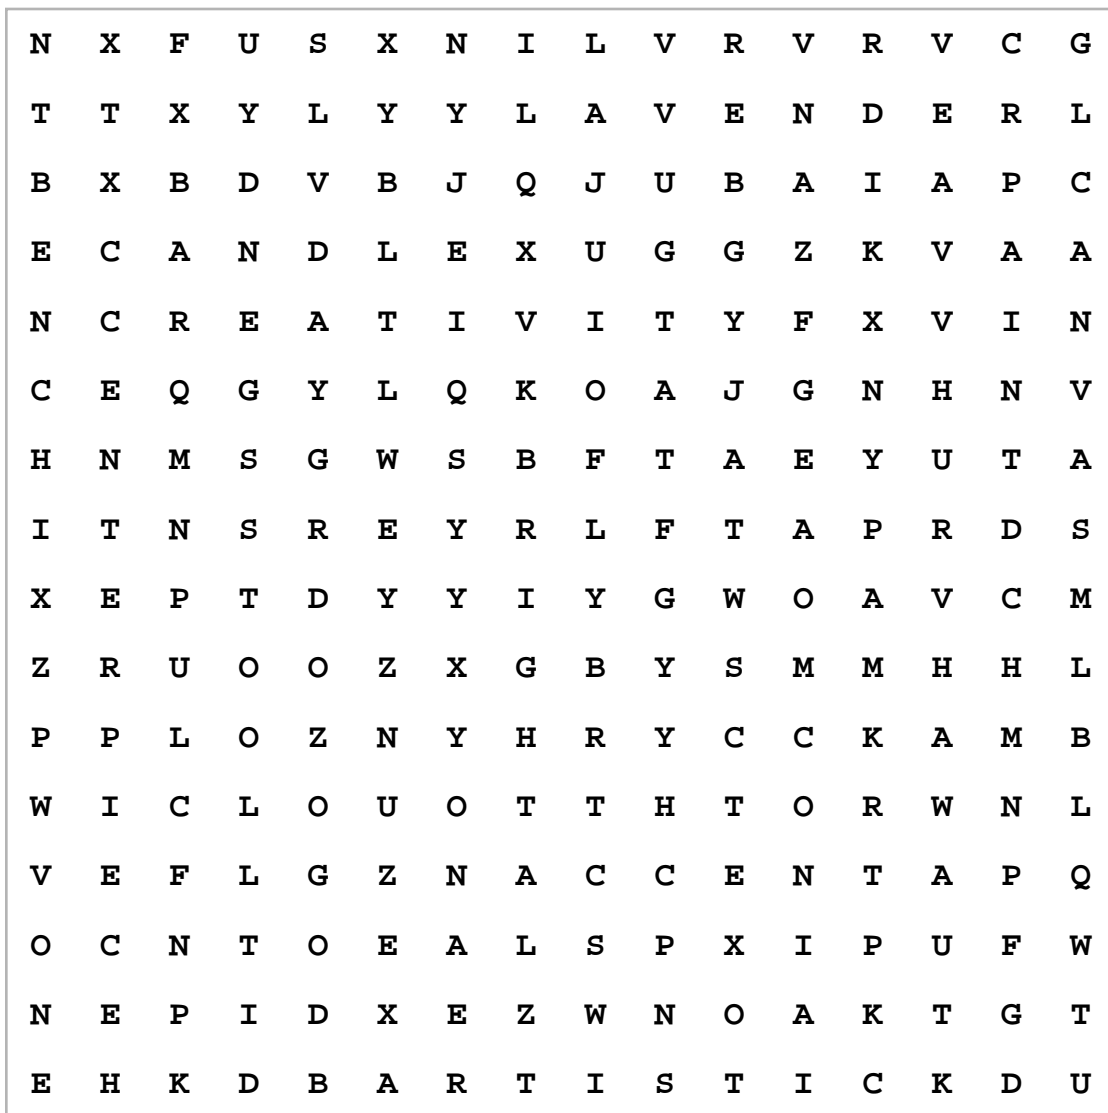 N X F U S X N I L V R V R V C G
T T X Y L Y Y L A V E N D E R L
B X B D V B J Q J U B A I A P C
E C A N D L E X U G G Z K V A A
N C R E A T I V I T Y F X V I N
C E Q G Y L Q K O A J G N H N V
H N M S G W S B F T A E Y U T A
I T N S R E Y R L F T A P R D S
X E P T D Y Y I Y G W O A V C M
Z R U O O Z X G B Y S M M H H L
P P L O Z N Y H R Y C C K A M B
W I C L O U O T T H T O R W N L
V E F L G Z N A C C E N T A P Q
O C N T O E A L S P X I P U F W
N E P I D X E Z W N O A K T G T
E H K D B A R T I S T I C K D U